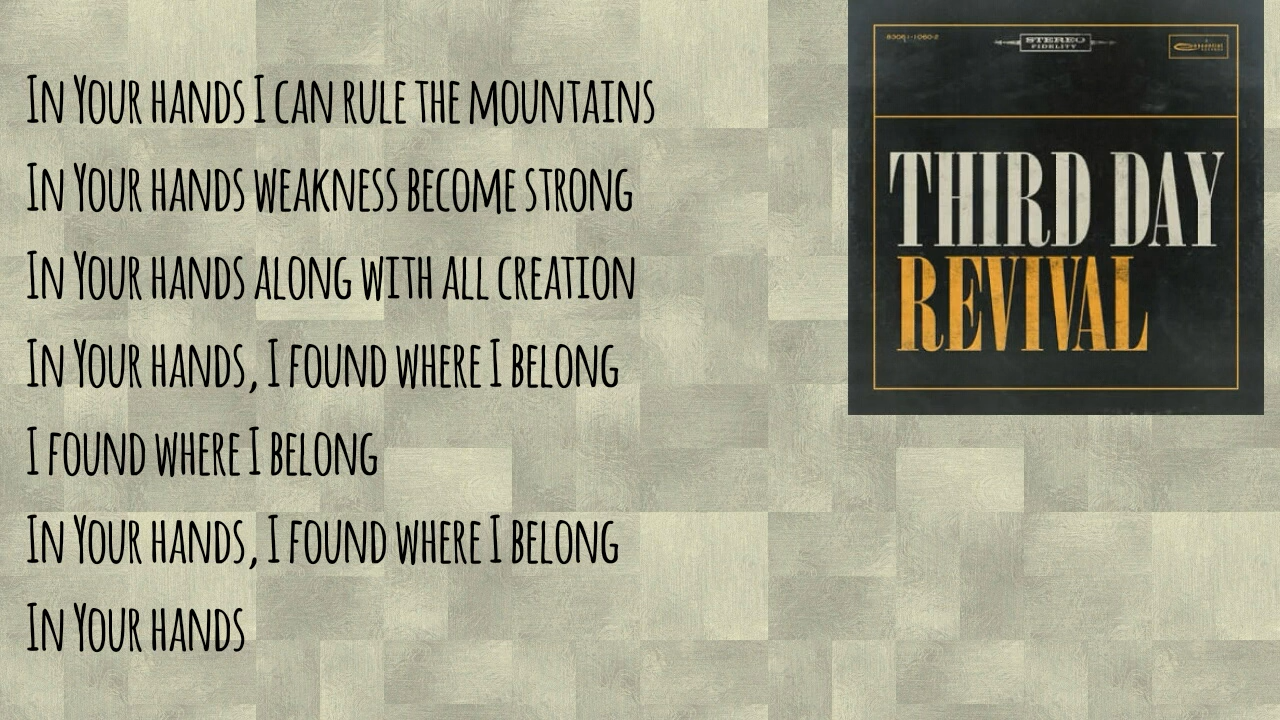 In Your hands I can rule the mountains
In Your hands weakness become strong
In Your hands along with all creation
In Your hands, I found where I belong
I found where I belong
In Your hands, I found where I belong
In Your hands
STEREO
FIDELITY
THIRD DAY
REVIVAL